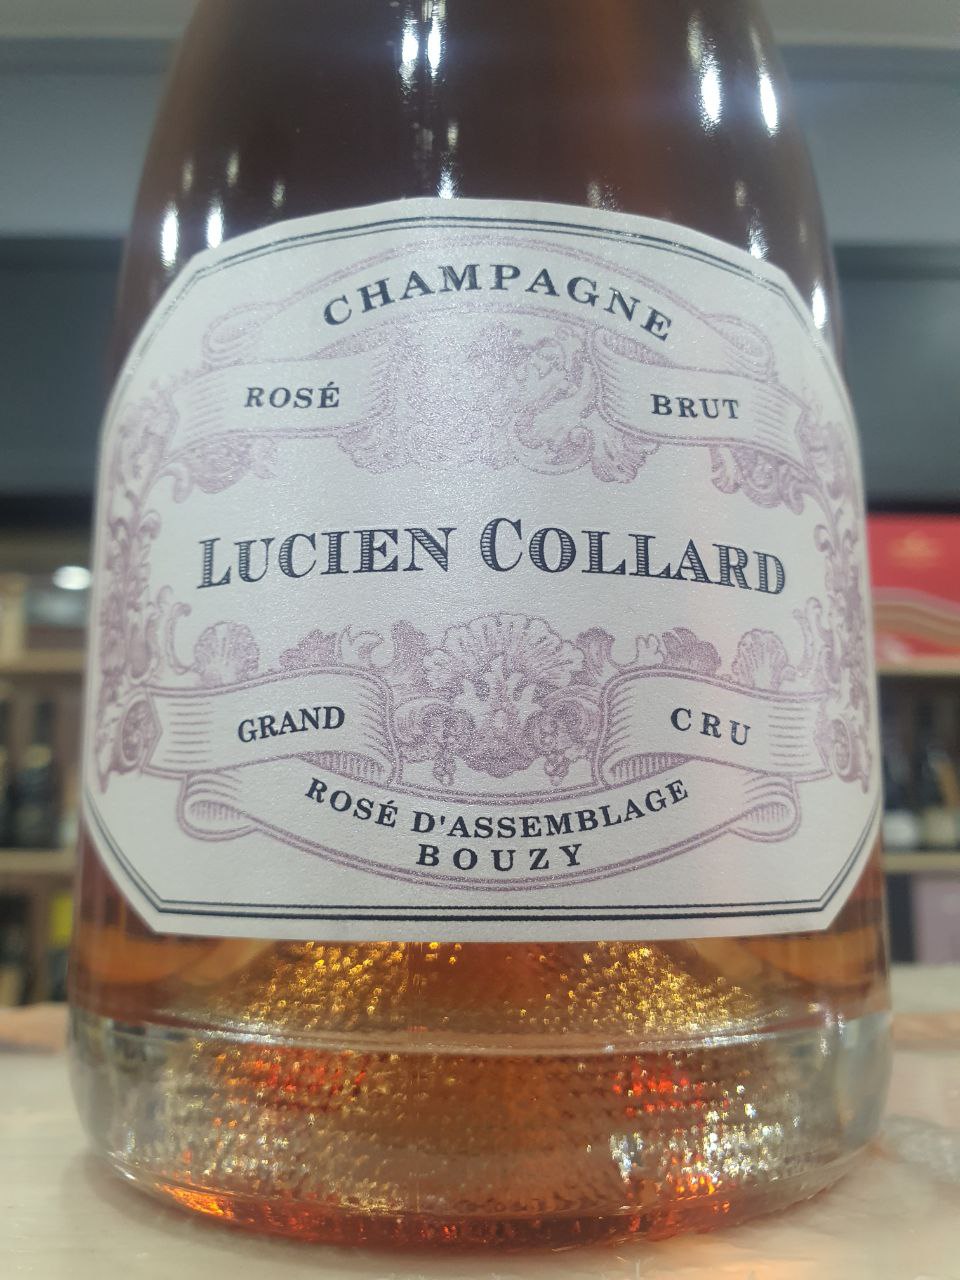 CHAMPAGNE
ROSÉ BRUT
LUCIEN COLLARD
GRAND CRU
ROSÉ D'ASSEMBLAGE
BOUZY